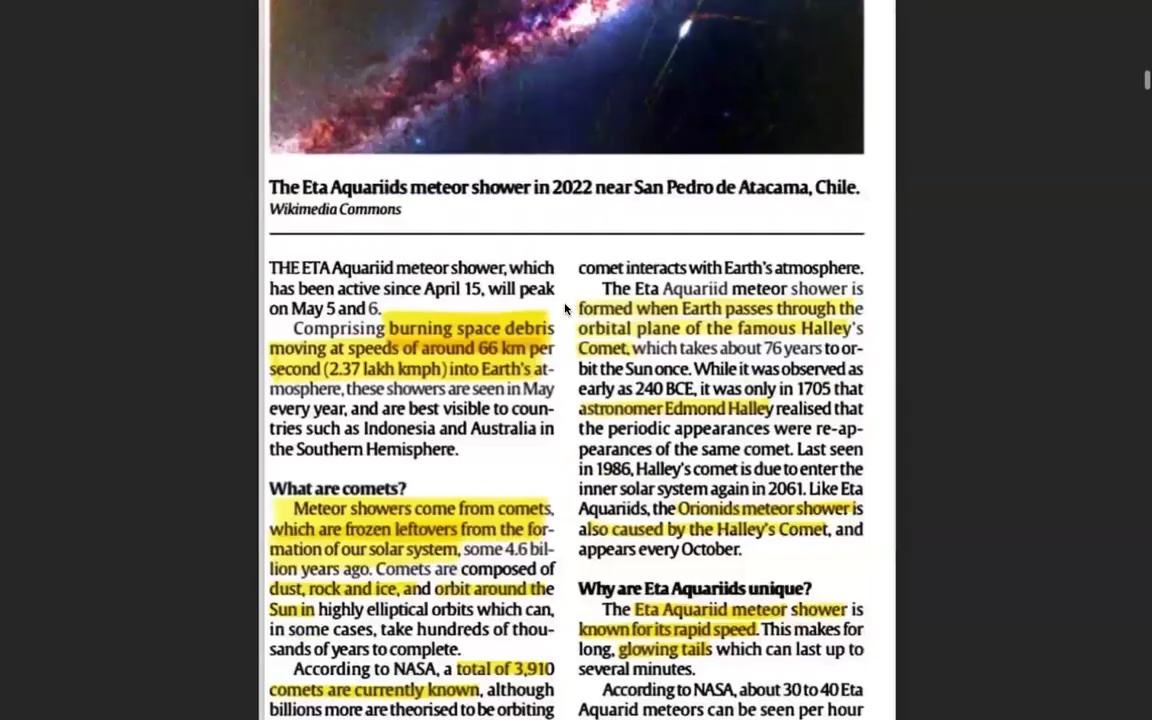 The Eta Aquariids meteor shower in 2022 near San Pedro de Atacama, Chile.
Wikimedia Commons
THE ETA Aquariid meteor shower, which
has been active since April 15, will peak
on May 5 and 6.
Comprising burning space debris
moving at speeds of around 66 km per
second (2.37 lakh kmph) into Earth's at-
mosphere, these showers are seen in May
every year, and are best visible to coun-
tries such as Indonesia and Australia in
the Southern Hemisphere.
What are comets?
Meteor showers come from comets,
which are frozen leftovers from the for-
mation of our solar system, some 4.6 bil-
lion years ago. Comets are composed of
dust, rock and ice, and orbit around the
Sun in highly elliptical orbits which can,
in some cases, take hundreds of thou-
sands of years to complete.
According to NASA, a total of 3,910
comets are currently known, although
billions more are theorised to be orbiting
comet interacts with Earth's atmosphere.
The Eta Aquariid meteor shower is
formed when Earth passes through the
orbital plane of the famous Halley's
Comet, which takes about 76 years to or-
bit the Sun once. While it was observed as
early as 240 BCE, it was only in 1705 that
astronomer Edmond Halley realised that
the periodic appearances were re-ap-
pearances of the same comet. Last seen
in 1986, Halley's comet is due to enter the
inner solar system again in 2061. Like Eta
Aquariids, the Orionids meteor shower is
also caused by the Halley's Comet, and
appears every October.
Why are Eta Aquariids unique?
The Eta Aquariid meteor shower is
known for its rapid speed. This makes for
long, glowing tails which can last up to
several minutes.
According to NASA, about 30 to 40 Eta
Aquarid meteors can be seen per hour